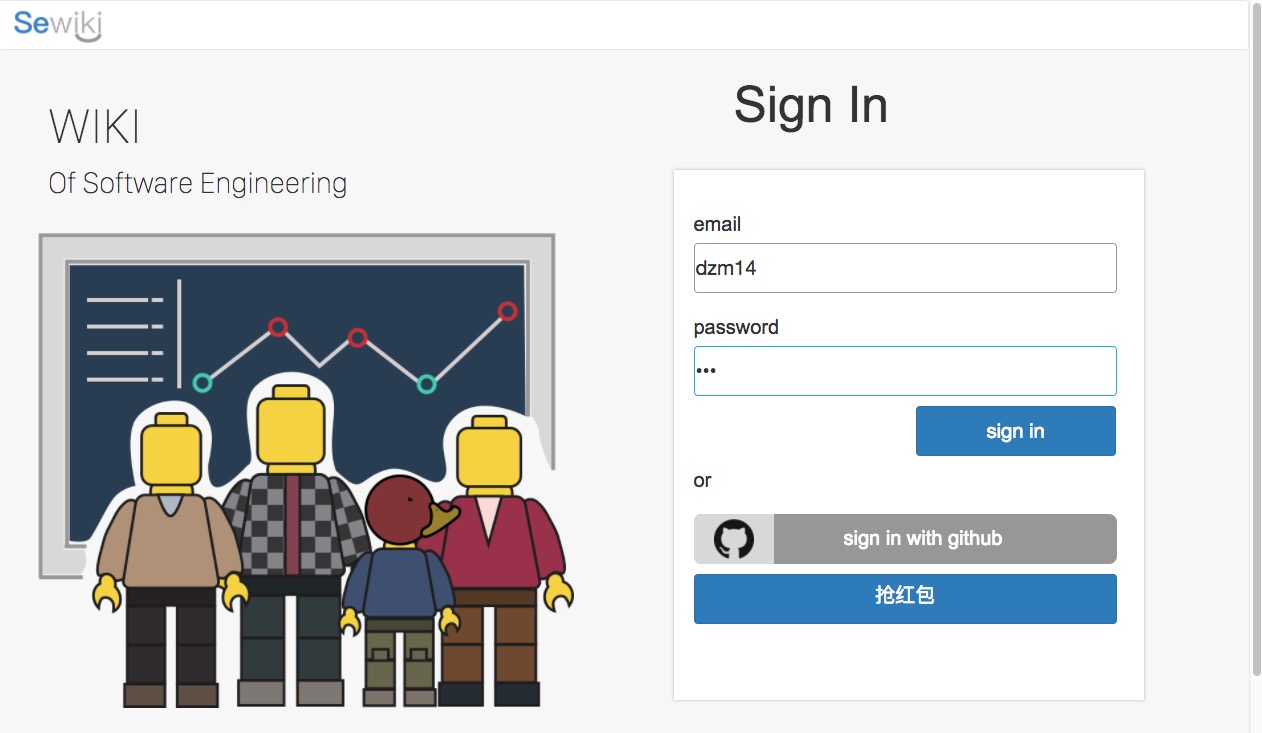 Sewiki
WIKI
Of Software Engineering
Sign In
email
dzm14
password
•••
sign in
or
sign in with github
抢红包